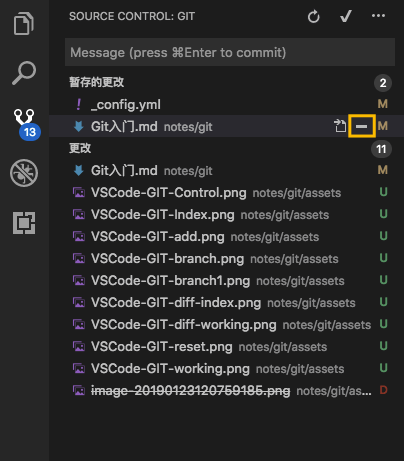 SOURCE CONTROL: GIT
Message (press ⌘Enter to commit)
暂存的更改 2
! _config.yml M
Git入门.md notes/git M
13
更改 11
Git入门.md notes/git M
VSCode-GIT-Control.png notes/git/assets U
VSCode-GIT-Index.png notes/git/assets U
VSCode-GIT-add.png notes/git/assets U
VSCode-GIT-branch.png notes/git/assets U
VSCode-GIT-branch1.png notes/git/assets U
VSCode-GIT-diff-index.png notes/git/assets U
VSCode-GIT-diff-working.png notes/git/assets U
VSCode-GIT-reset.png notes/git/assets U
VSCode-GIT-working.png notes/git/assets U
image-20190123120759185.png notes/git/as... D